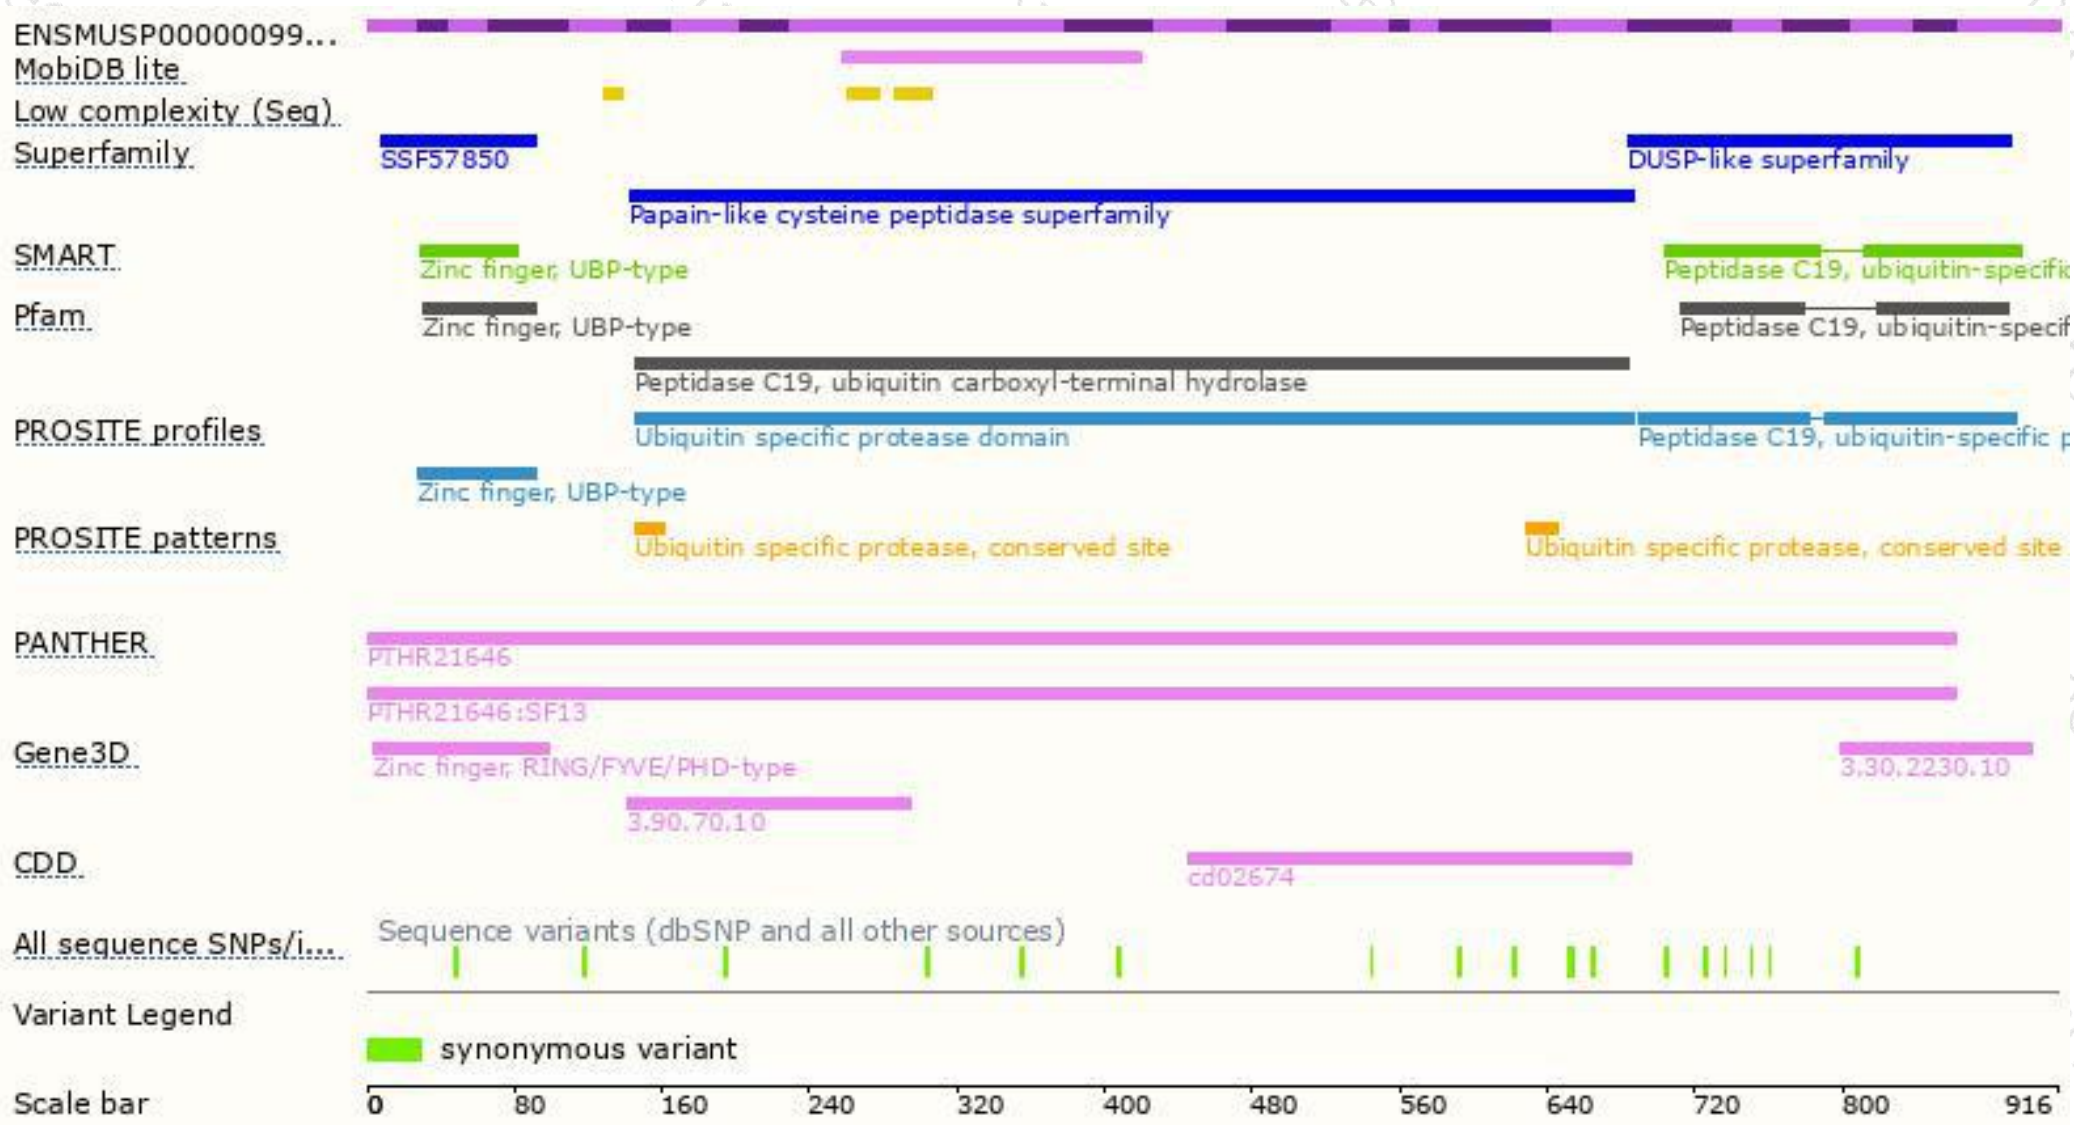 ENSMUSP00000099...
MobiDB lite
Low complexity (Seg)
Superfamily
SSF57850
DUSP-like superfamily
Papain-like cysteine peptidase superfamily
SMART
Zinc finger, UBP-type
Peptidase C19, ubiquitin-specific
Pfam
Zinc finger, UBP-type
Peptidase C19, ubiquitin-specif
Peptidase C19, ubiquitin carboxyl-terminal hydrolase
PROSITE profiles
Ubiquitin specific protease domain
Peptidase C19, ubiquitin-specific p
Zinc finger, UBP-type
PROSITE patterns
Ubiquitin specific protease, conserved site
Ubiquitin specific protease, conserved site
PANTHER
PTHR21646
PTHR21646:SF13
Gene3D
Zinc finger, RING/FYVE/PHD-type
3.30.2230.10
3.90.70.10
CDD
cd02674
All sequence SNPs/i...
Sequence variants (dbSNP and all other sources)
Variant Legend
synonymous variant
Scale bar
0 80 160 240 320 400 480 560 640 720 800 916